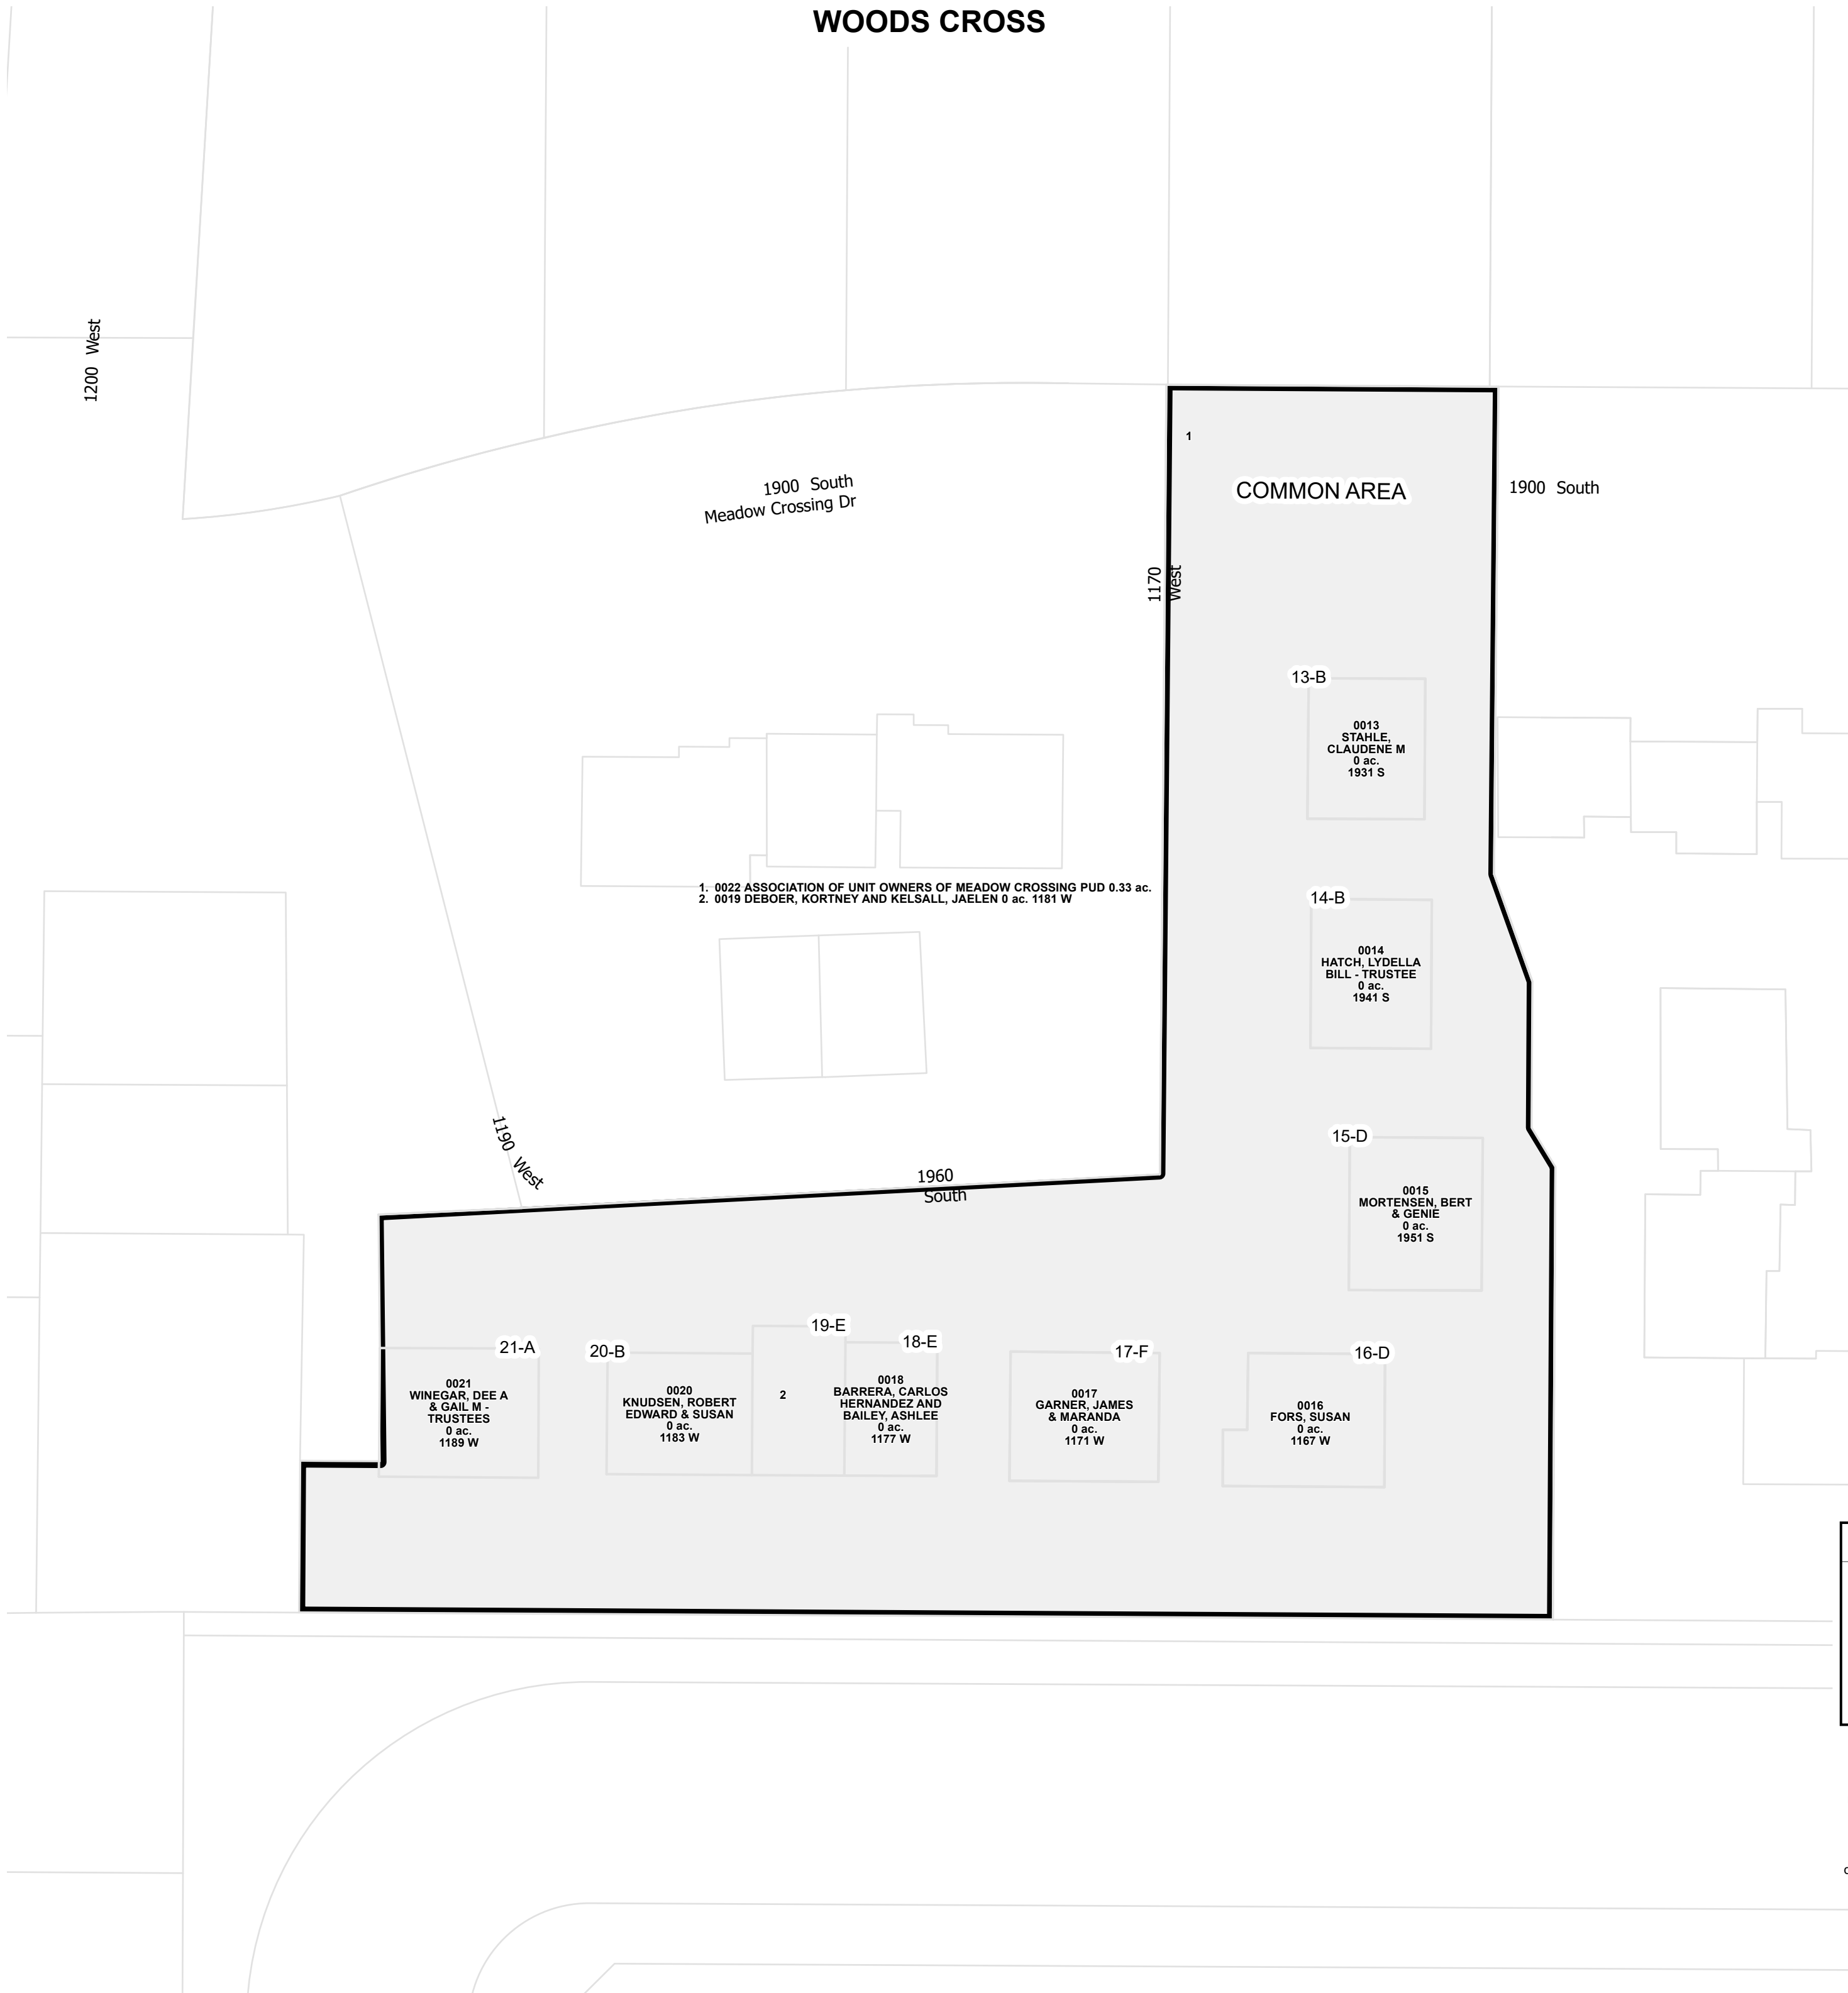 WOODS CROSS
1200 West
1
1900 South
Meadow Crossing Dr
COMMON AREA
1900 South
1170
West
13-B
0013
STAHLE,
CLAUDENE M
0 ac.
1931 S
1. 0022 ASSOCIATION OF UNIT OWNERS OF MEADOW CROSSING PUD 0.33 ac.
2. 0019 DEBOER, KORTNEY AND KELSALL, JAELEN 0 ac. 1181 W
14-B
0014
HATCH, LYDELLA
BILL - TRUSTEE
0 ac.
1941 S
1190 West
15-D
1960
South
0015
MORTENSEN, BERT
& GENIE
0 ac.
1951 S
21-A
0021
WINEGAR, DEE A
& GAIL M -
TRUSTEES
0 ac.
1189 W
20-B
0020
KNUDSEN, ROBERT
EDWARD & SUSAN
0 ac.
1183 W
19-E
2
18-E
0018
BARRERA, CARLOS
HERNANDEZ AND
BAILEY, ASHLEE
0 ac.
1177 W
17-F
0017
GARNER, JAMES
& MARANDA
0 ac.
1171 W
16-D
0016
FORS, SUSAN
0 ac.
1167 W